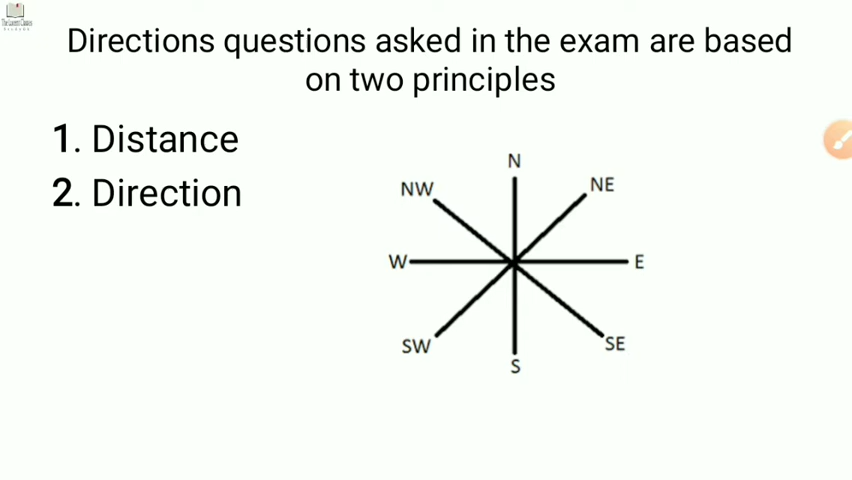 Directions questions asked in the exam are based
on two principles
1. Distance
2. Direction
N
NW
NE
W
E
SW
SE
S